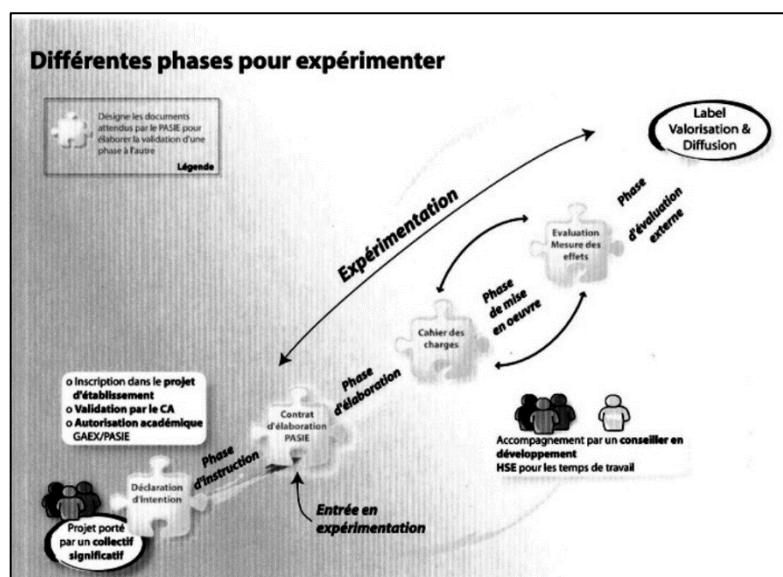 Différentes phases pour expérimenter
Désigne les documents
attendus par le PASIE pour
élaborer la validation d'une
phase à l'autre
Légende
Label
Valorisation &
Diffusion
Expérimentation
Phase
d'évaluation
externe
Evaluation
Mesure des
effets
Phase
de mise
en oeuvre
Cahier des
charges
Phase
d'élaboration
o Inscription dans le projet
d'établissement
o Validation par le CA
o Autorisation académique
GAEX/PASIE
Contrat
d'élaboration
PASIE
Accompagnement par un conseiller en
développement
HSE pour les temps de travail
Phase
d'instruction
Déclaration
d'Intention
Entrée en
expérimentation
Projet porté
par un collectif
significatif